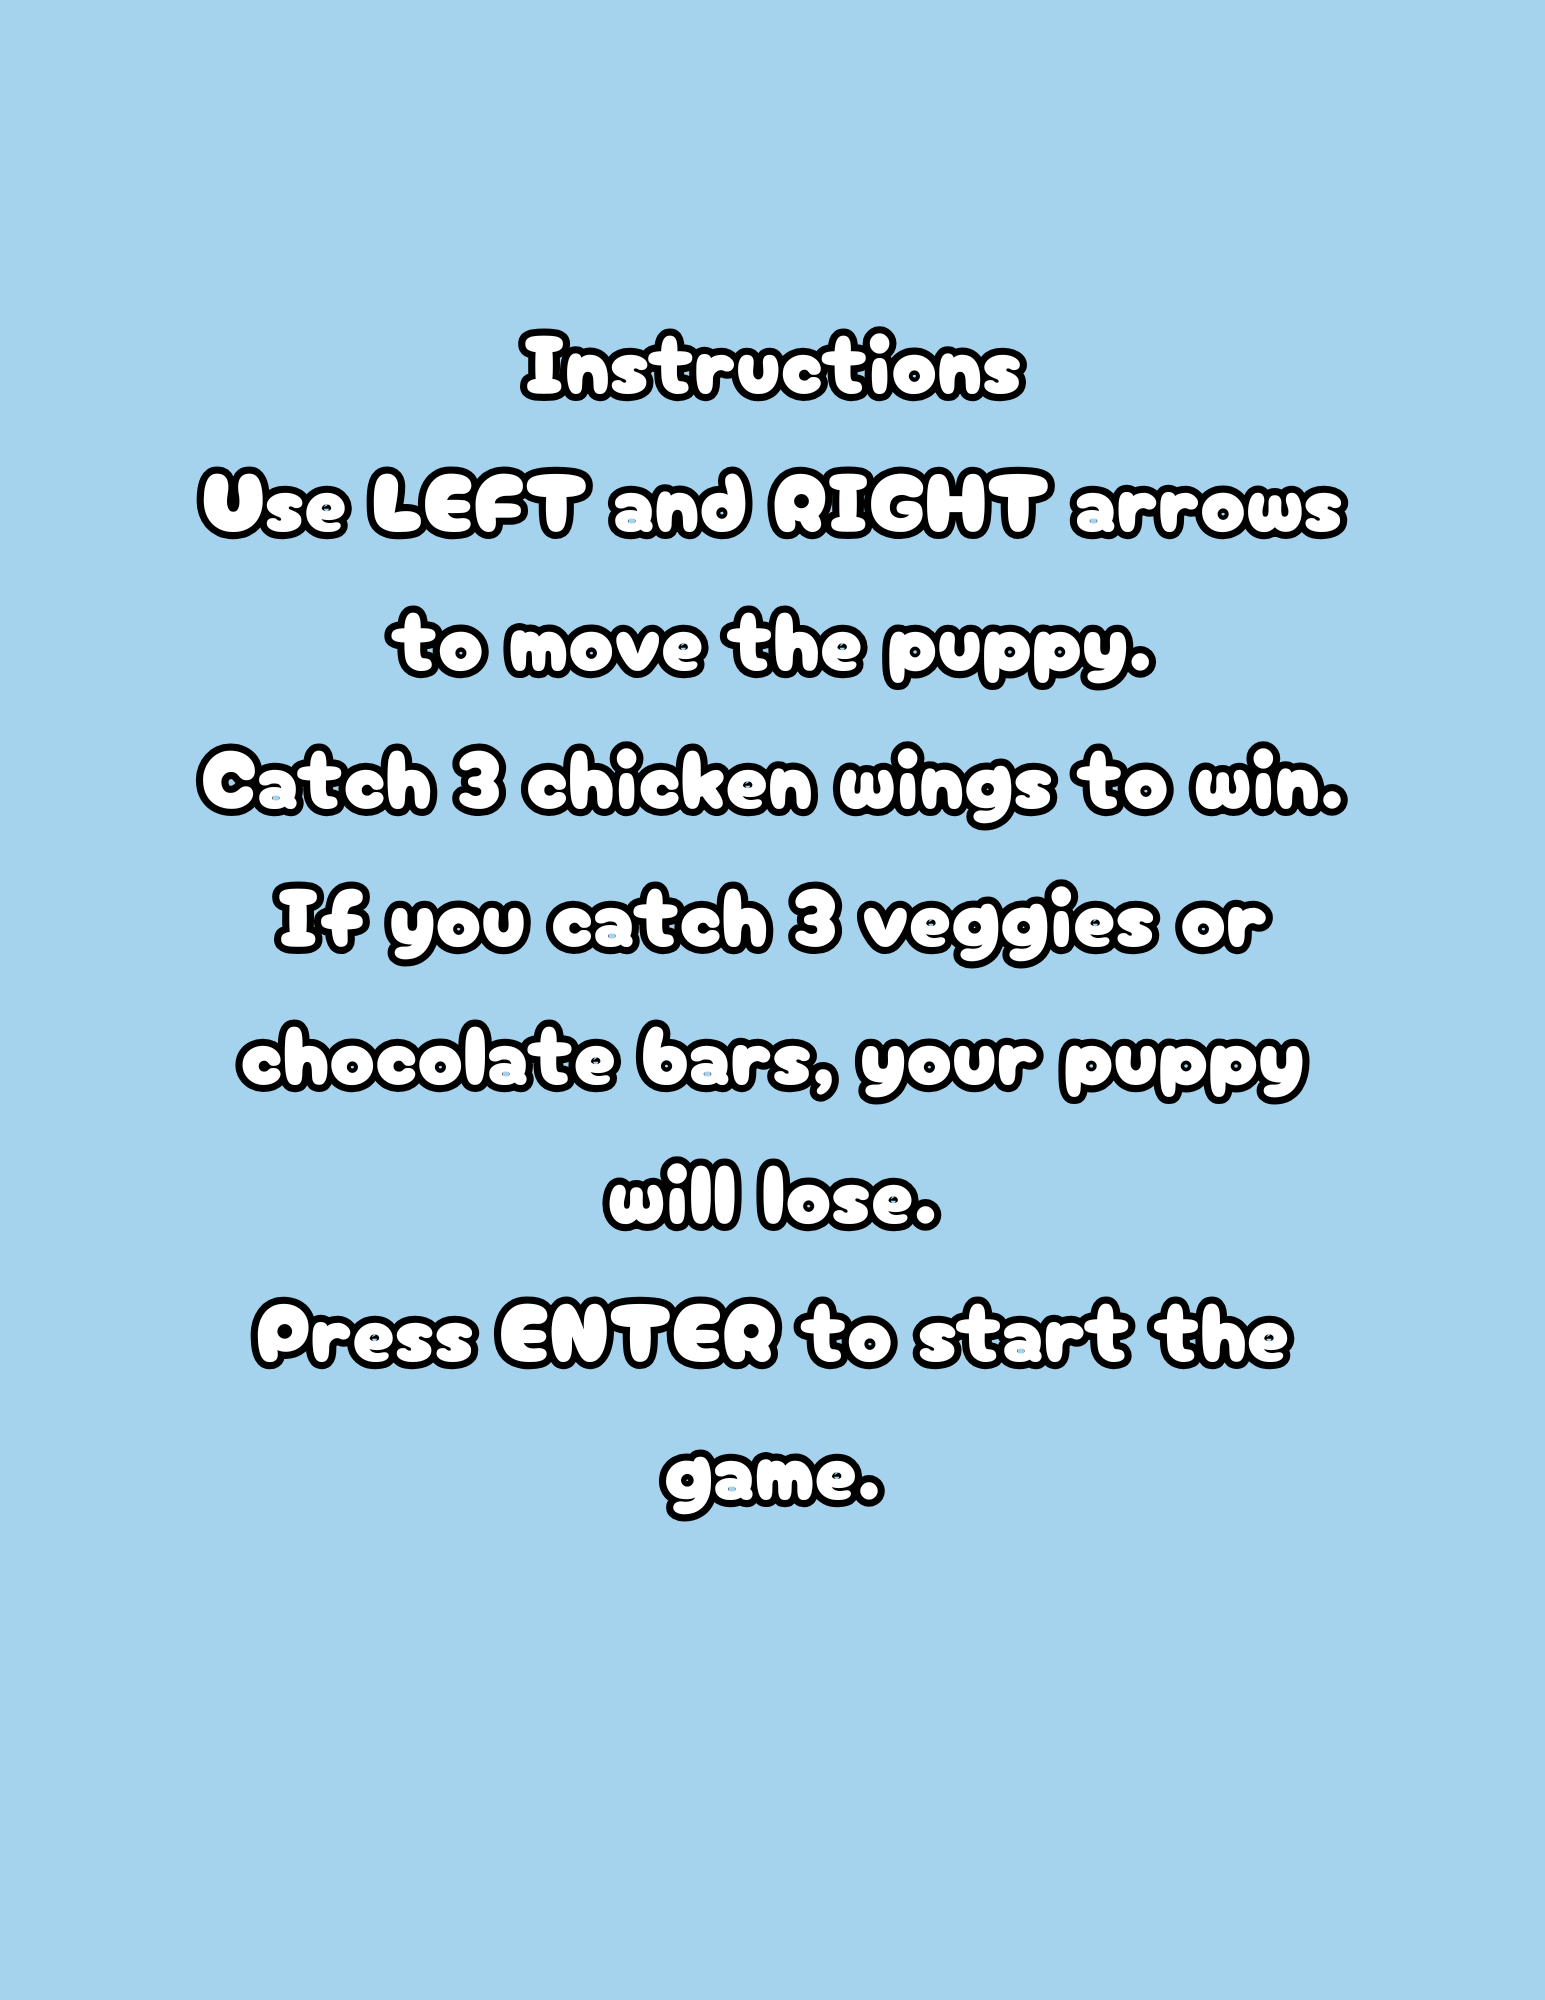 Instructions
Use LEFT and RIGHT arrows
to move the puppy.
Catch 3 chicken wings to win.
If you catch 3 veggies or
chocolate bars, your puppy
will lose.
Press ENTER to start the
game.